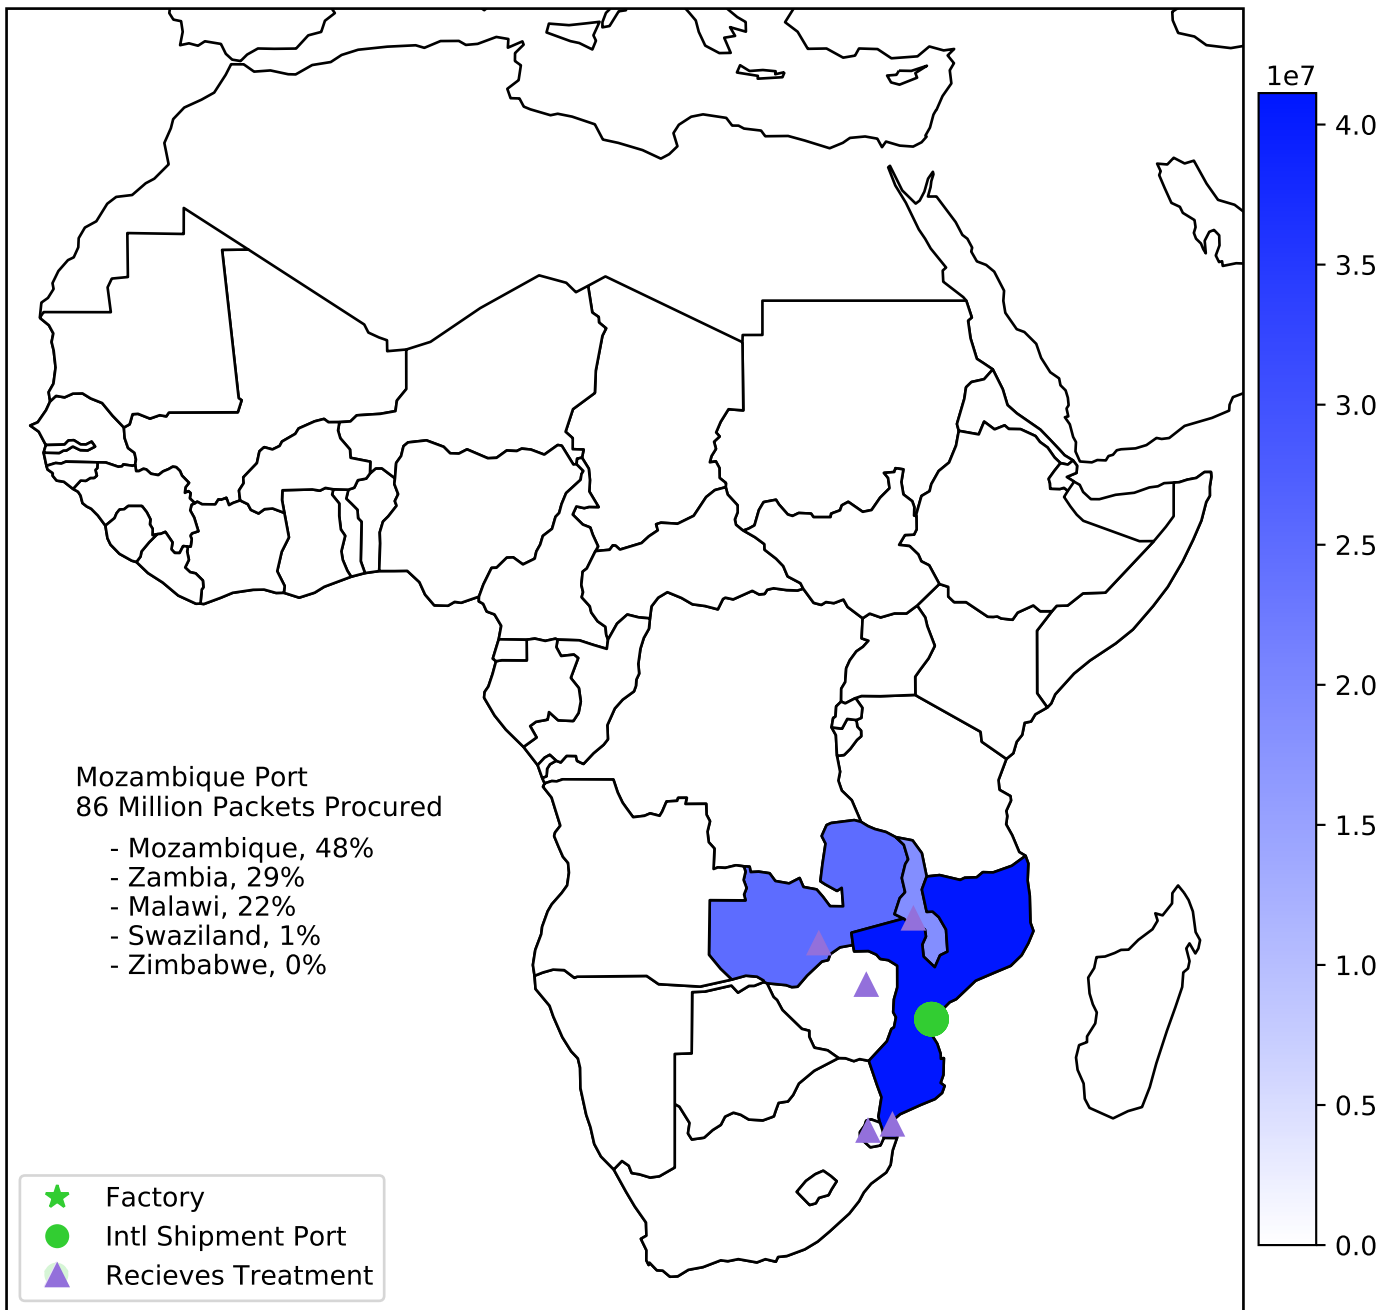 1e7
4.0
3.5
3.0
2.5
2.0
1.5
1.0
0.5
0.0
Mozambique Port
86 Million Packets Procured
- Mozambique, 48%
- Zambia, 29%
- Malawi, 22%
- Swaziland, 1%
- Zimbabwe, 0%
Factory
Intl Shipment Port
Recieves Treatment